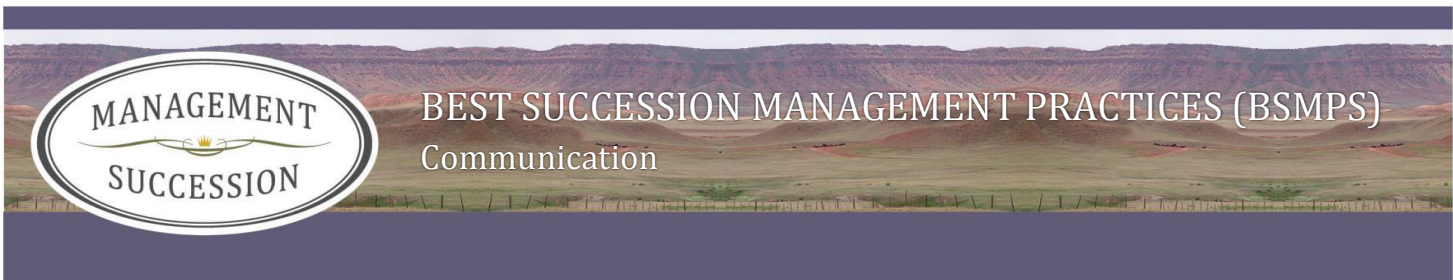 MANAGEMENT
SUCCESSION
BEST SUCCESSION MANAGEMENT PRACTICES (BSMPS)
Communication